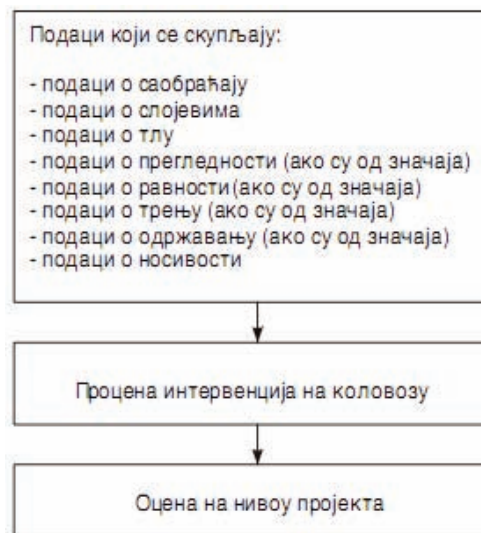 Подаци који се скупљају:
- подаци о саобраћају
- подаци о слојевима
- подаци о тлу
- подаци о прегледности (ако су од значаја)
- подаци о равности (ако су од значаја)
- подаци о трењу (ако су од значаја)
- подаци о одржавању (ако су од значаја)
- подаци о носивости
Процена интервенција на коловозу
Оцена на нивоу пројекта